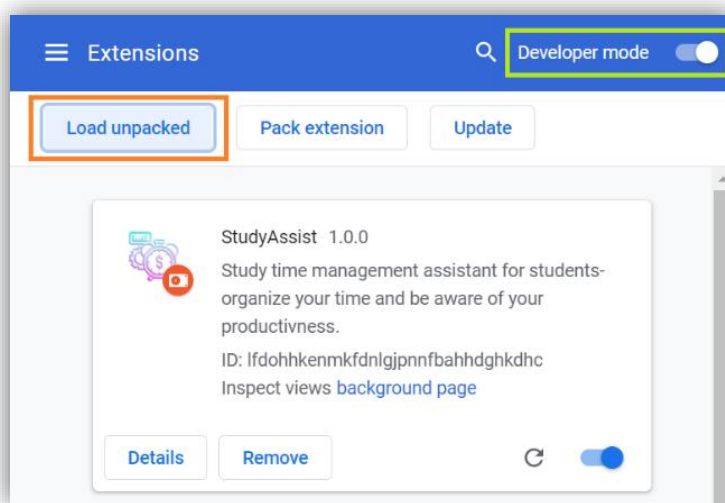 Extensions
Developer mode
Load unpacked
Pack extension
Update
StudyAssist 1.0.0
Study time management assistant for students-
organize your time and be aware of your
productivness.
ID: lfdohhkenmkfdnlgjpnnfbahhdghkdhc
Inspect views background page
Details
Remove